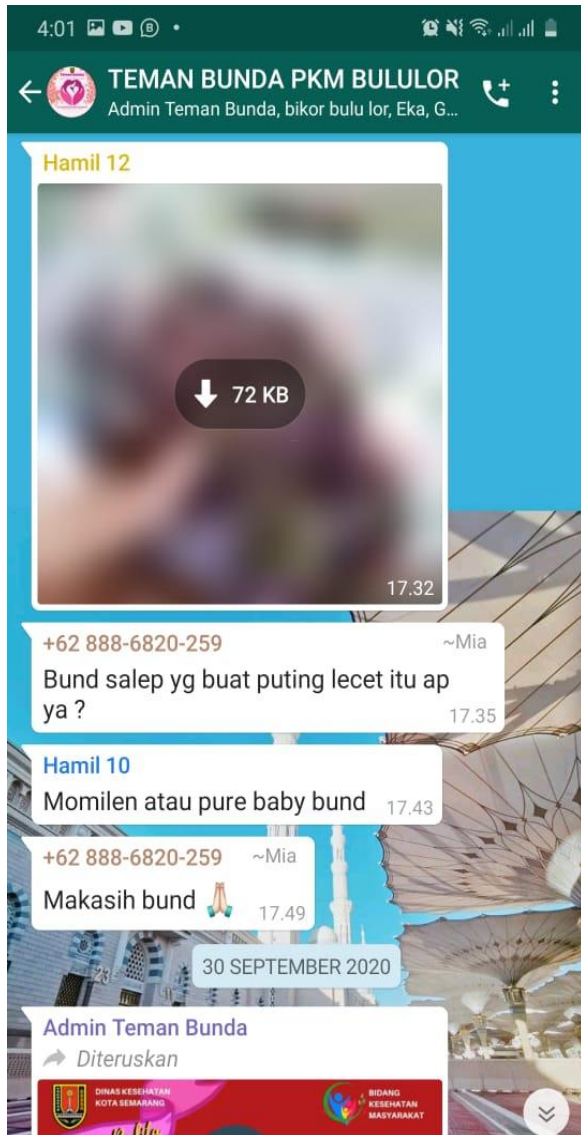 4:01
TEMAN BUNDA PKM BULULOR
Admin Teman Bunda, bikor bulu lor, Eka, G...
Hamil 12
72 KB
17.32
+62 888-6820-259 ~Mia
Bund salep yg buat puting lecet itu ap
ya ?
17.35
Hamil 10
Momilen atau pure baby bund 17.43
+62 888-6820-259 ~Mia
Makasih bund 🙏🏻 17.49
30 SEPTEMBER 2020
Admin Teman Bunda
Diteruskan
DINAS KESEHATAN
KOTA SEMARANG
BIDANG
KESEHATAN
MASYARAKAT